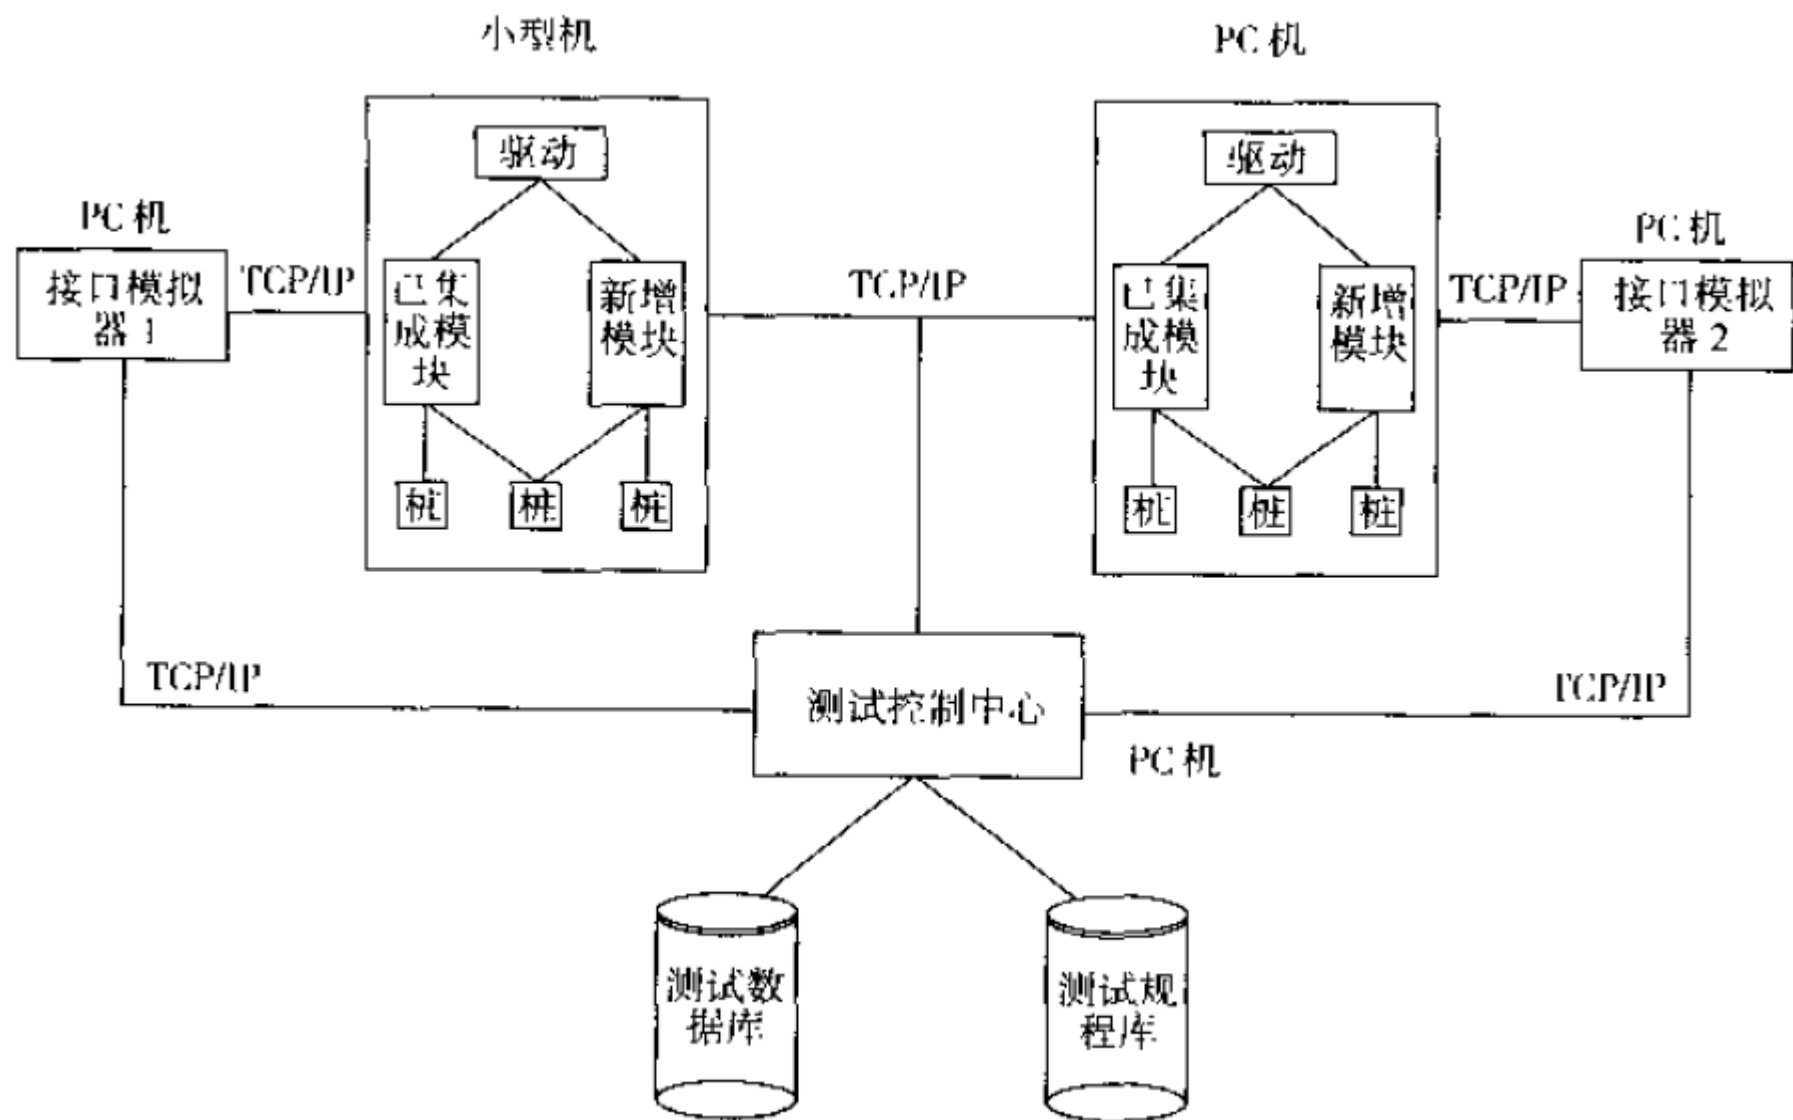 小型机
PC 机
驱动
驱动
PC 机
PC 机
接口模拟
器 1
TCP/IP
已集
成模
块
新增
模块
TCP/IP
已集
成模
块
新增
模块
TCP/IP
接口模拟
器 2
桩
桩
桩
桩
桩
桩
TCP/IP
测试控制中心
TCP/IP
PC 机
测试数
据库
测试规
程库